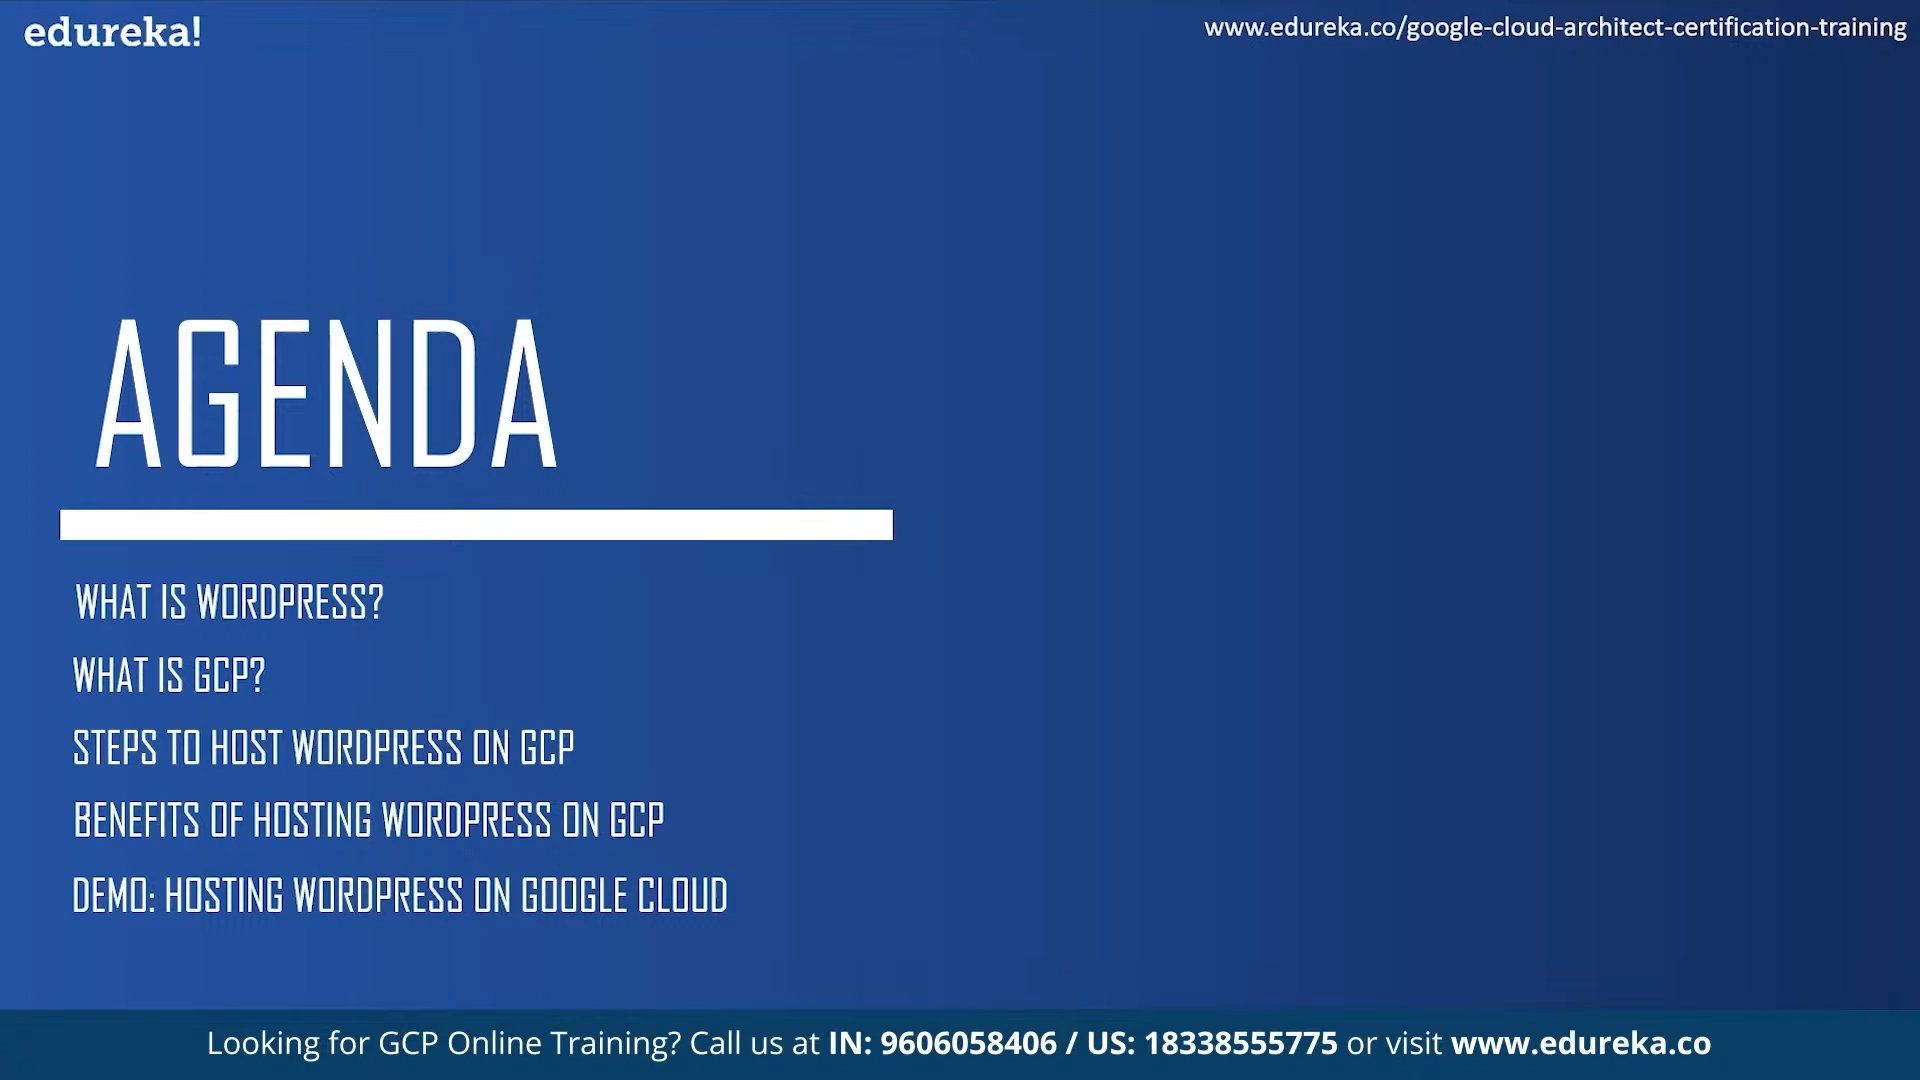 edureka!
www.edureka.co/google-cloud-architect-certification-training
AGENDA
WHAT IS WORDPRESS?
WHAT IS GCP?
STEPS TO HOST WORDPRESS ON GCP
BENEFITS OF HOSTING WORDPRESS ON GCP
DEMO: HOSTING WORDPRESS ON GOOGLE CLOUD
Looking for GCP Online Training? Call us at IN: 9606058406 / US: 18338555775 or visit www.edureka.co